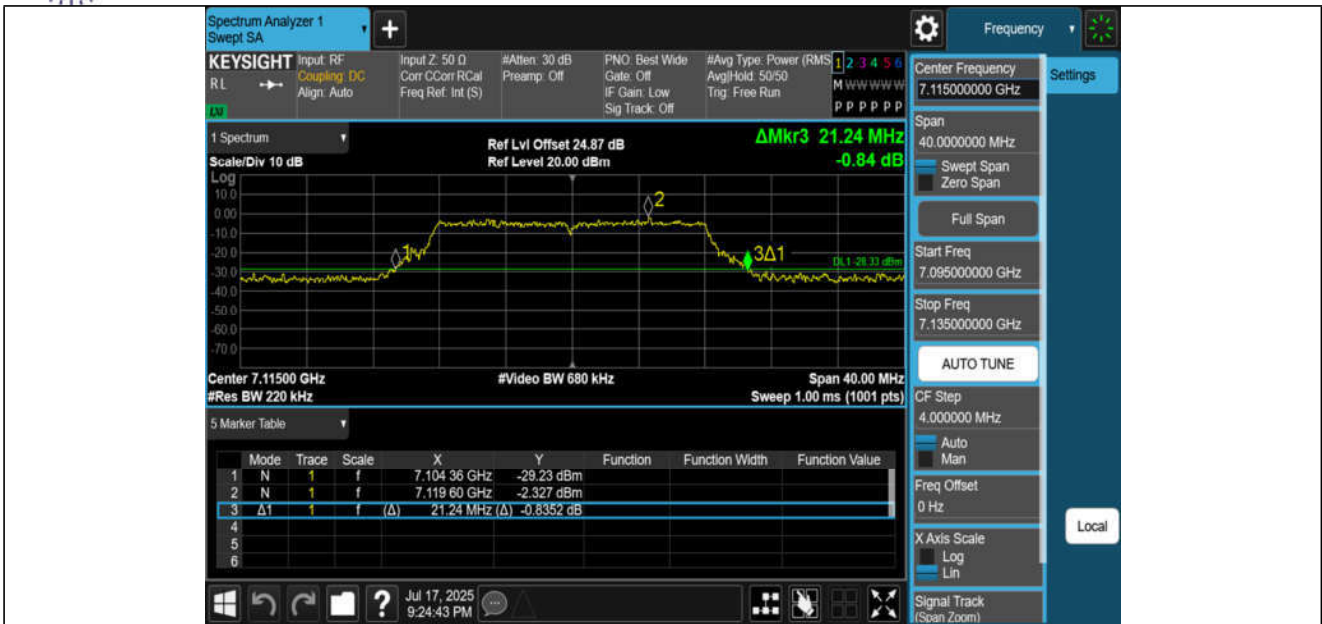 Spectrum Analyzer 1
Swept SA
+
Frequency
KEYSIGHT
RL
LV
Input: RF
Coupling: DC
Align: Auto
Input Z: 50 Ω
Corr CCorr RCal
Freq Ref: Int (S)
#Atten: 30 dB
Preamp: Off
PNO: Best Wide
Gate: Off
IF Gain: Low
Sig Track: Off
#Avg Type: Power (RMS
Avg|Hold: 50/50
Trig: Free Run
1 2 3 4 5 6
M W W W W W
P P P P P P
1 Spectrum
Scale/Div 10 dB
Ref Lvl Offset 24.87 dB
Ref Level 20.00 dBm
ΔMkr3 21.24 MHz
-0.84 dB
Log
10.0
0.00
-10.0
-20.0
-30.0
-40.0
-50.0
-60.0
-70.0
1
2
3Δ1
DL1 -28.33 dBm
Center 7.11500 GHz
#Video BW 680 kHz
Span 40.00 MHz
#Res BW 220 kHz
Sweep 1.00 ms (1001 pts)
5 Marker Table
Mode Trace Scale X Y Function Function Width Function Value
1 N 1 f 7.104 36 GHz -29.23 dBm
2 N 1 f 7.119 60 GHz -2.327 dBm
3 Δ1 1 f (Δ) 21.24 MHz (Δ) -0.8352 dB
4
5
6
?
Jul 17, 2025
9:24:43 PM
Center Frequency
7.115000000 GHz
Settings
Span
40.0000000 MHz
Swept Span
Zero Span
Full Span
Start Freq
7.095000000 GHz
Stop Freq
7.135000000 GHz
AUTO TUNE
CF Step
4.000000 MHz
Auto
Man
Freq Offset
0 Hz
X Axis Scale
Log
Lin
Local
Signal Track
(Span Zoom)